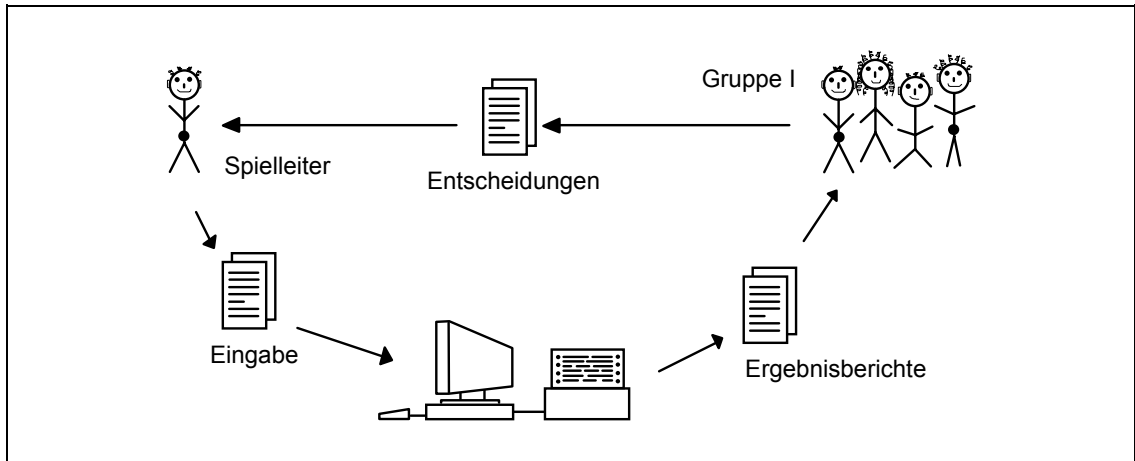 Gruppe I
Spielleiter
Entscheidungen
Eingabe
Ergebnisberichte